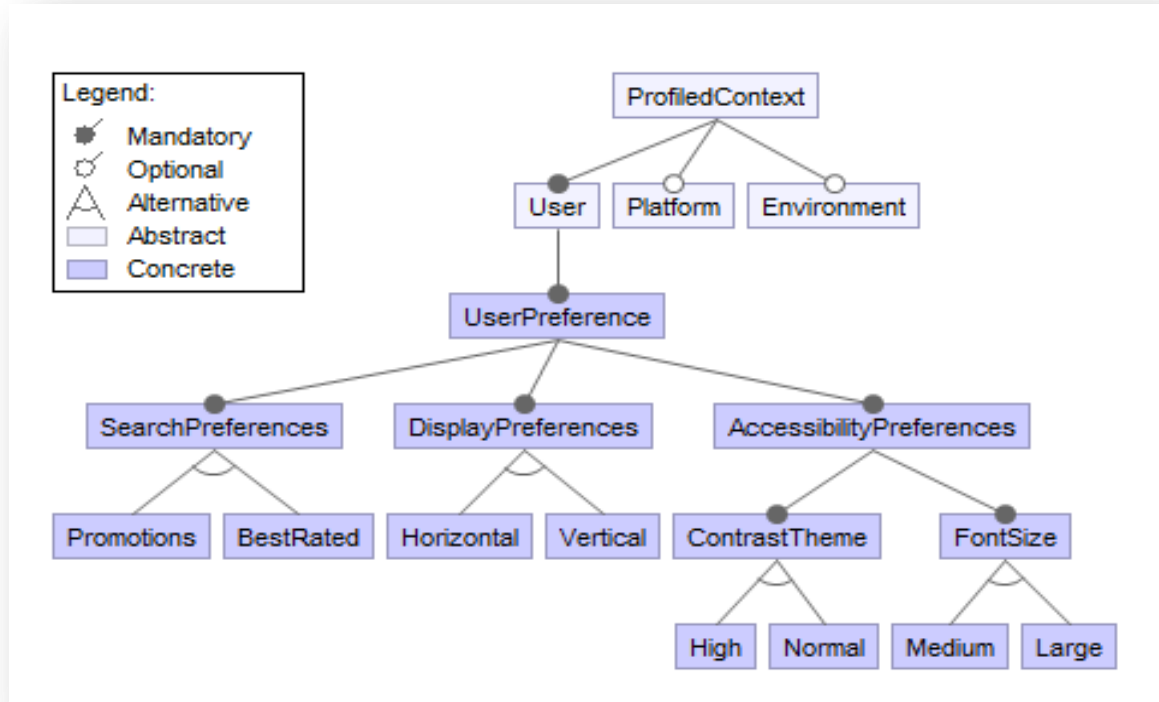 Legend:
Mandatory
Optional
Alternative
Abstract
Concrete
ProfiledContext
User Platform Environment
UserPreference
SearchPreferences DisplayPreferences AccessibilityPreferences
Promotions BestRated Horizontal Vertical ContrastTheme FontSize
High Normal Medium Large